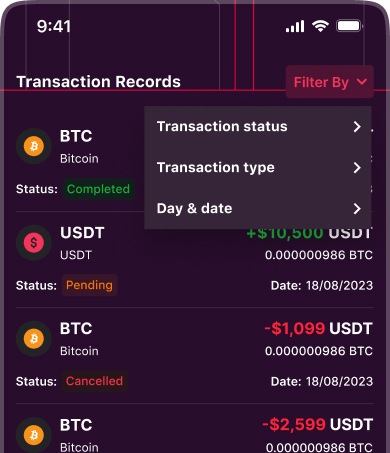 9:41
Transaction Records
Filter By
BTC
Bitcoin
Transaction status
Transaction type
Day & date
Status: Completed
USDT
+$10,500 USDT
USDT
0.000000986 BTC
Status: Pending
Date: 18/08/2023
BTC
-$1,099 USDT
Bitcoin
0.000000986 BTC
Status: Cancelled
Date: 18/08/2023
BTC
-$2,599 USDT
Bitcoin
0.000000986 BTC